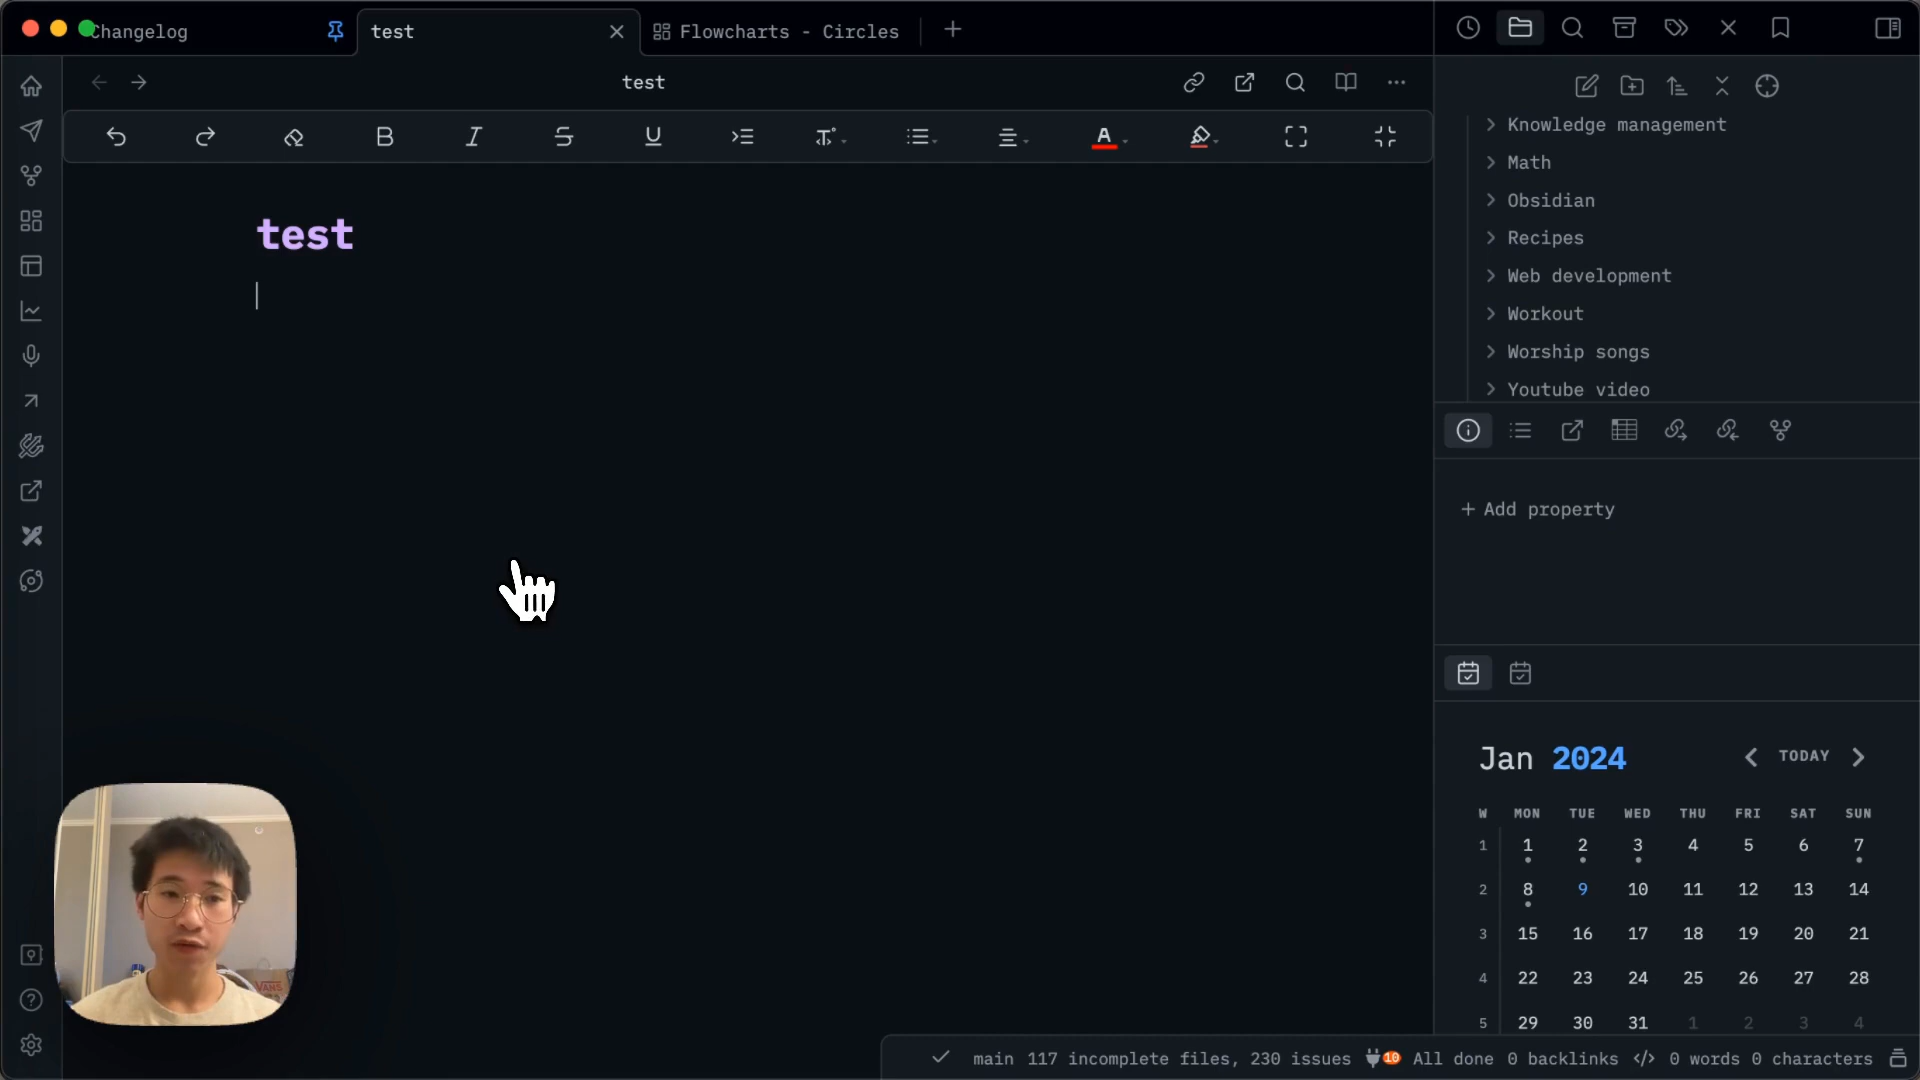 Changelog
test
Flowcharts - Circles
test
test
Knowledge management
Math
Obsidian
Recipes
Web development
Workout
Worship songs
Youtube video
+ Add property
Jan 2024
TODAY
W MON TUE WED THU FRI SAT SUN
1 1 2 3 4 5 6 7
2 8 9 10 11 12 13 14
3 15 16 17 18 19 20 21
4 22 23 24 25 26 27 28
5 29 30 31 1 2 3 4
VANS
main 117 incomplete files, 230 issues 10 All done 0 backlinks </> 0 words 0 characters